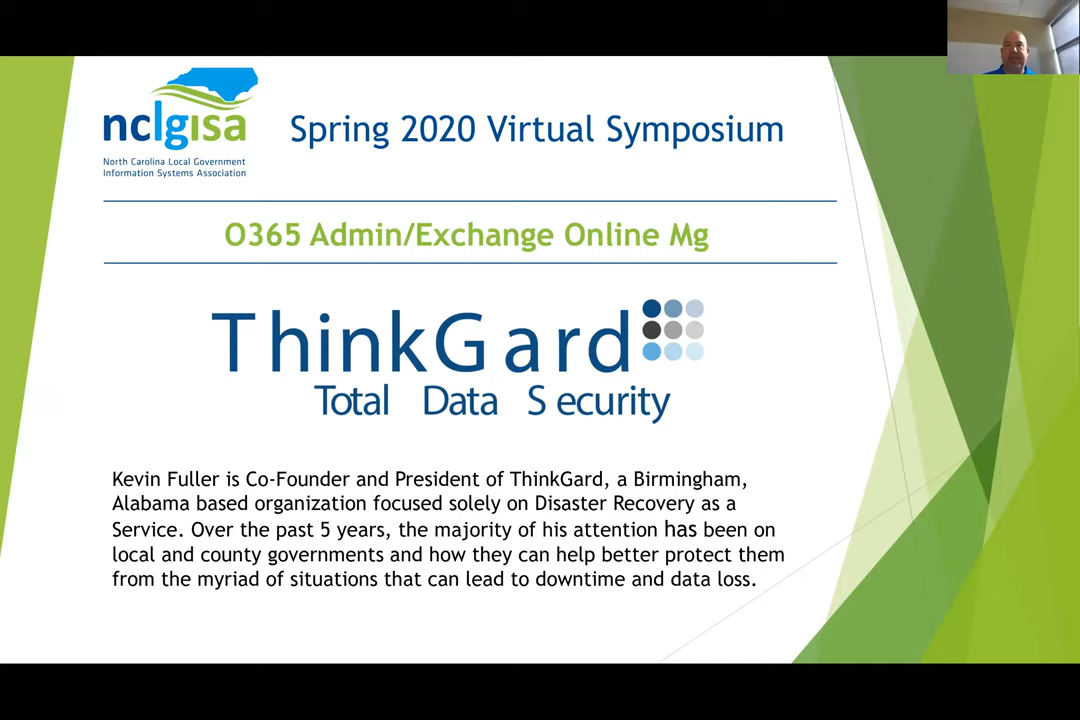 nclgisa
North Carolina Local Government
Information Systems Association
Spring 2020 Virtual Symposium
O365 Admin/Exchange Online Mg
ThinkGard
Total Data Security
Kevin Fuller is Co-Founder and President of ThinkGard, a Birmingham,
Alabama based organization focused solely on Disaster Recovery as a
Service. Over the past 5 years, the majority of his attention has been on
local and county governments and how they can help better protect them
from the myriad of situations that can lead to downtime and data loss.